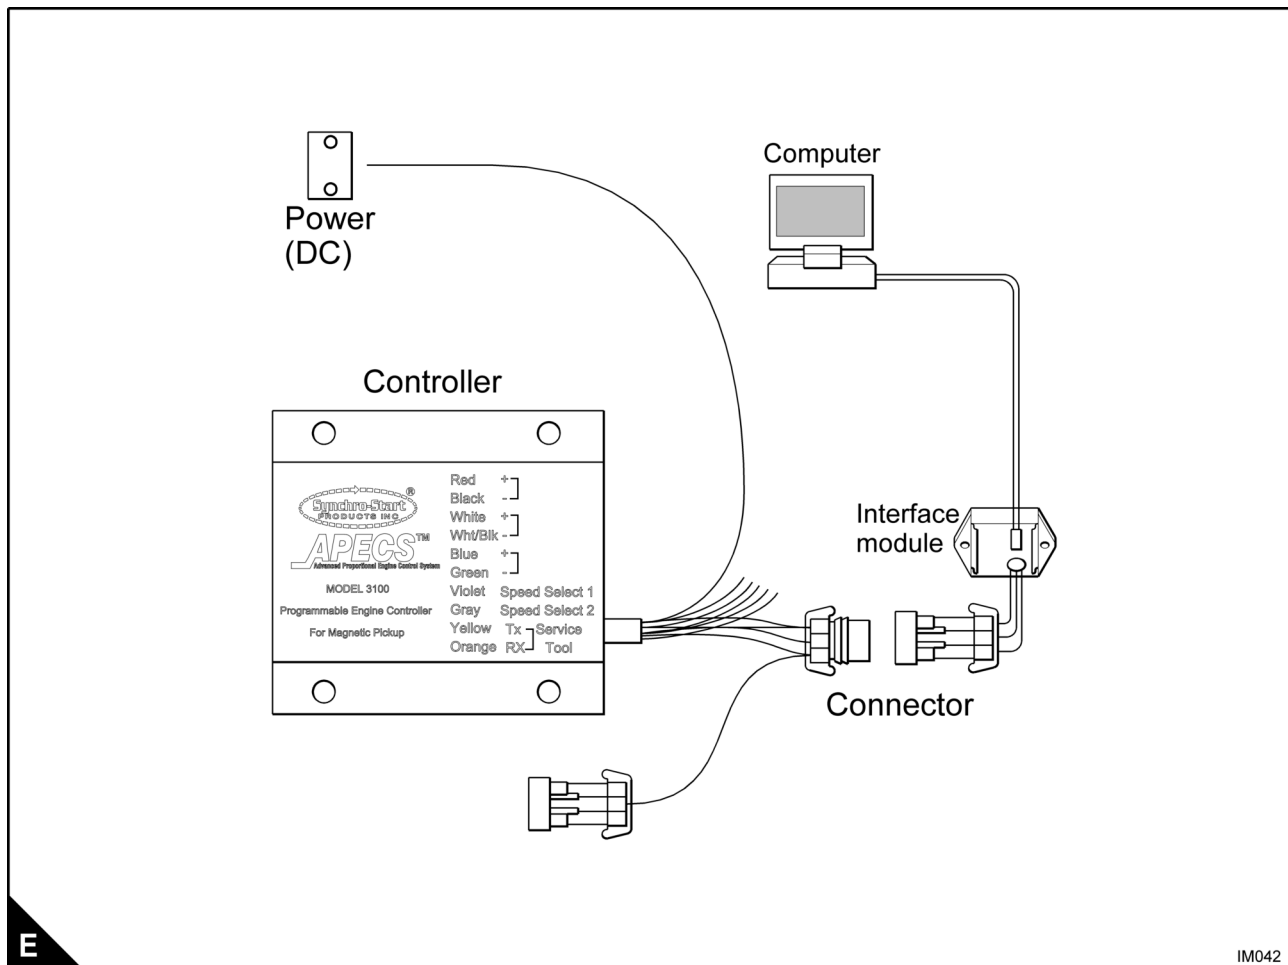 Power
(DC)
Computer
Controller
Synchro-Start
®
PRODUCTS INC
APECS™
Advanced Proportional Engine Control System
MODEL 3100
Programmable Engine Controller
For Magnetic Pickup
Red +
Black -
White +
Wht/Blk -
Blue +
Green -
Violet Speed Select 1
Gray Speed Select 2
Yellow Tx Service
Orange RX Tool
Interface
module
Connector
E
IM042